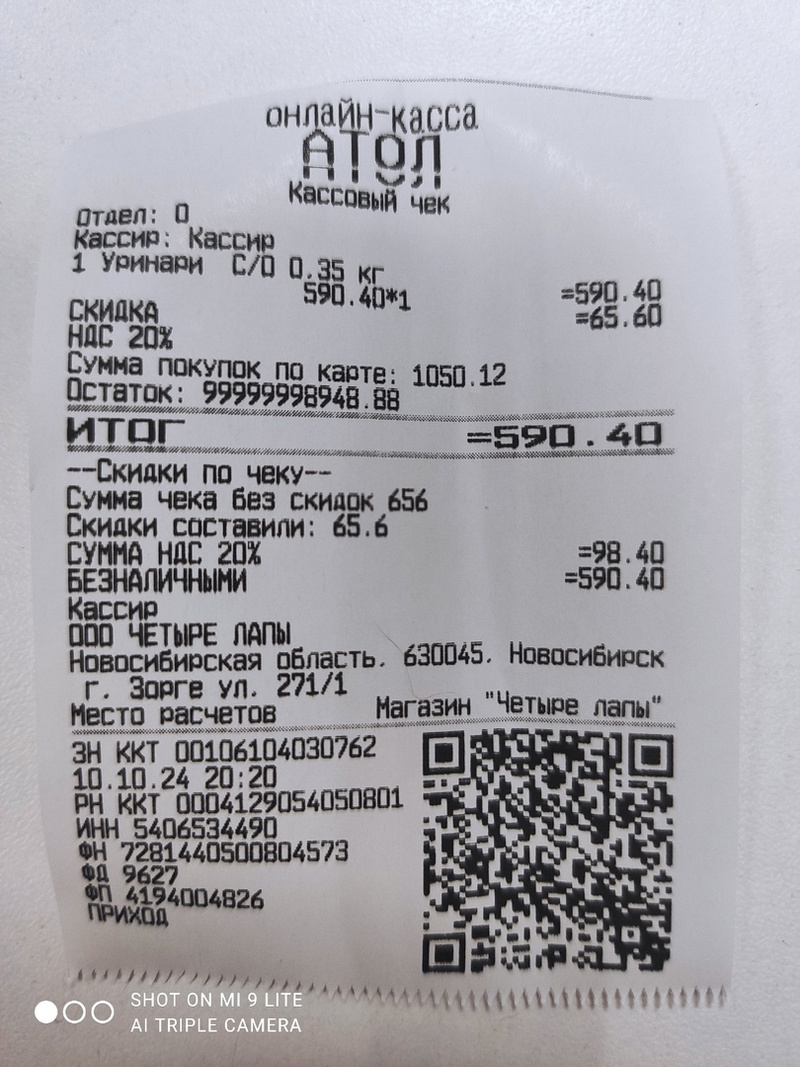 онлайн-касса
АТОЛ
Кассовый чек
Отдел: 0
Кассир: Кассир
1 Уринари С/О 0.35 кг
590.40*1 =590.40
СКИДКА =65.60
НДС 20%
Сумма покупок по карте: 1050.12
Остаток: 99999998948.88
ИТОГ =590.40
--Скидки по чеку--
Сумма чека без скидок 656
Скидки составили: 65.6
СУММА НДС 20% =98.40
БЕЗНАЛИЧНЫМИ =590.40
Кассир
ООО ЧЕТЫРЕ ЛАПЫ
Новосибирская область, 630045, Новосибирск
г. Зорге ул. 271/1
Место расчетов Магазин "Четыре лапы"
ЗН ККТ 00106104030762
10.10.24 20:20
РН ККТ 0004129054050801
ИНН 5406534490
ФН 7281440500804573
ФД 9627
ФП 4194004826
ПРИХОД
SHOT ON MI 9 LITE
AI TRIPLE CAMERA